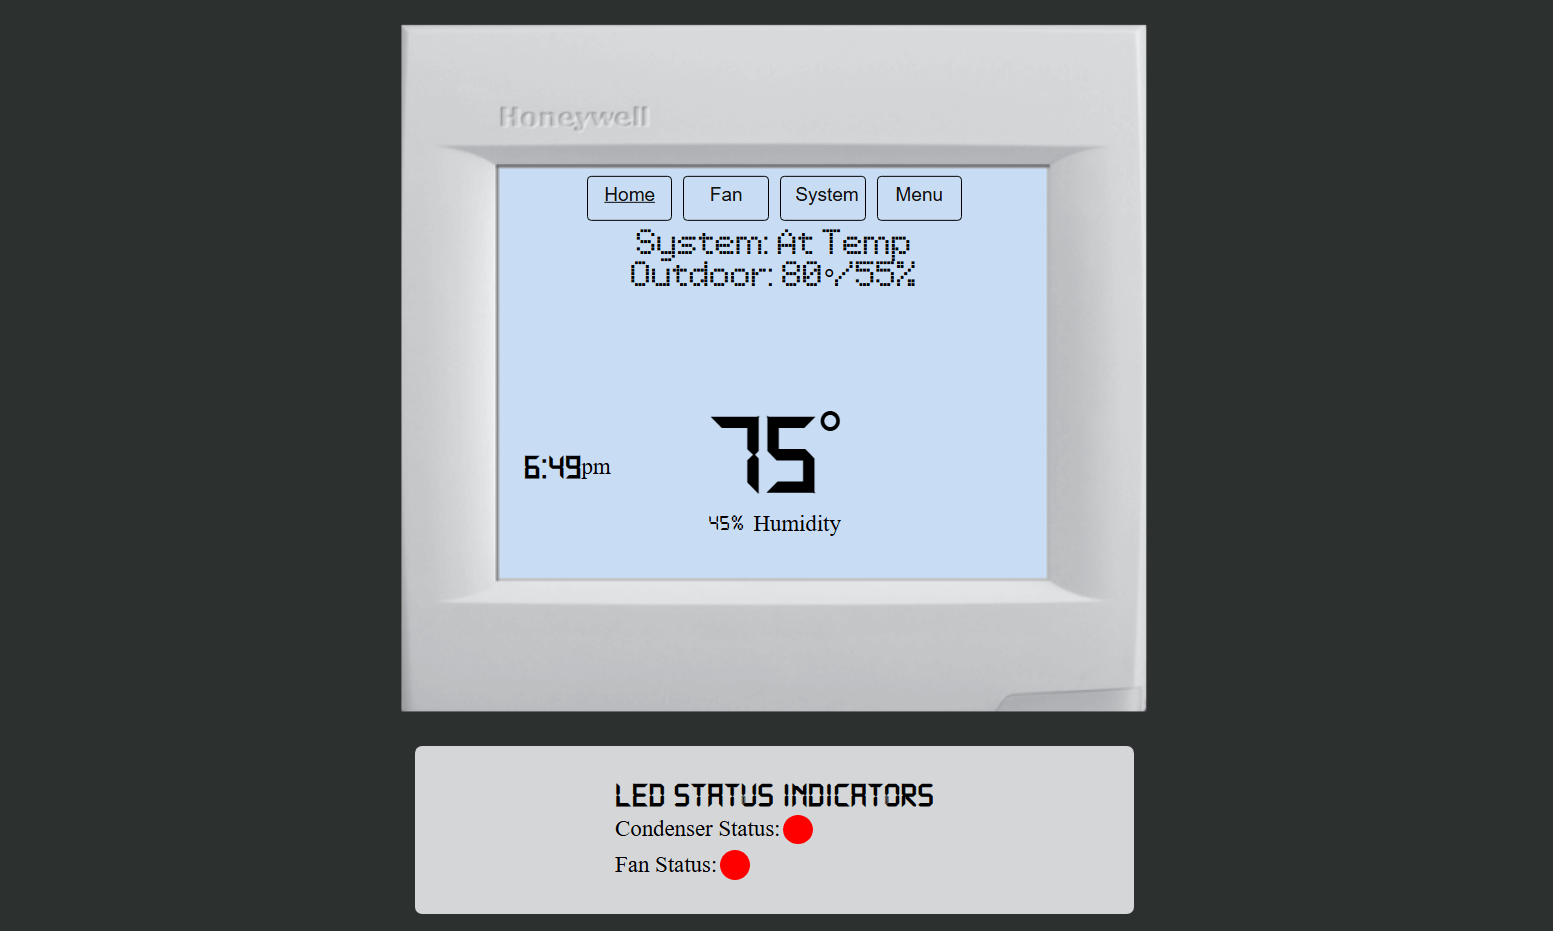 Honeywell
Home Fan System Menu
System: At Temp
Outdoor: 80°/55%
75°
6:49pm
45% Humidity
LED STATUS INDICATORS
Condenser Status:
Fan Status: